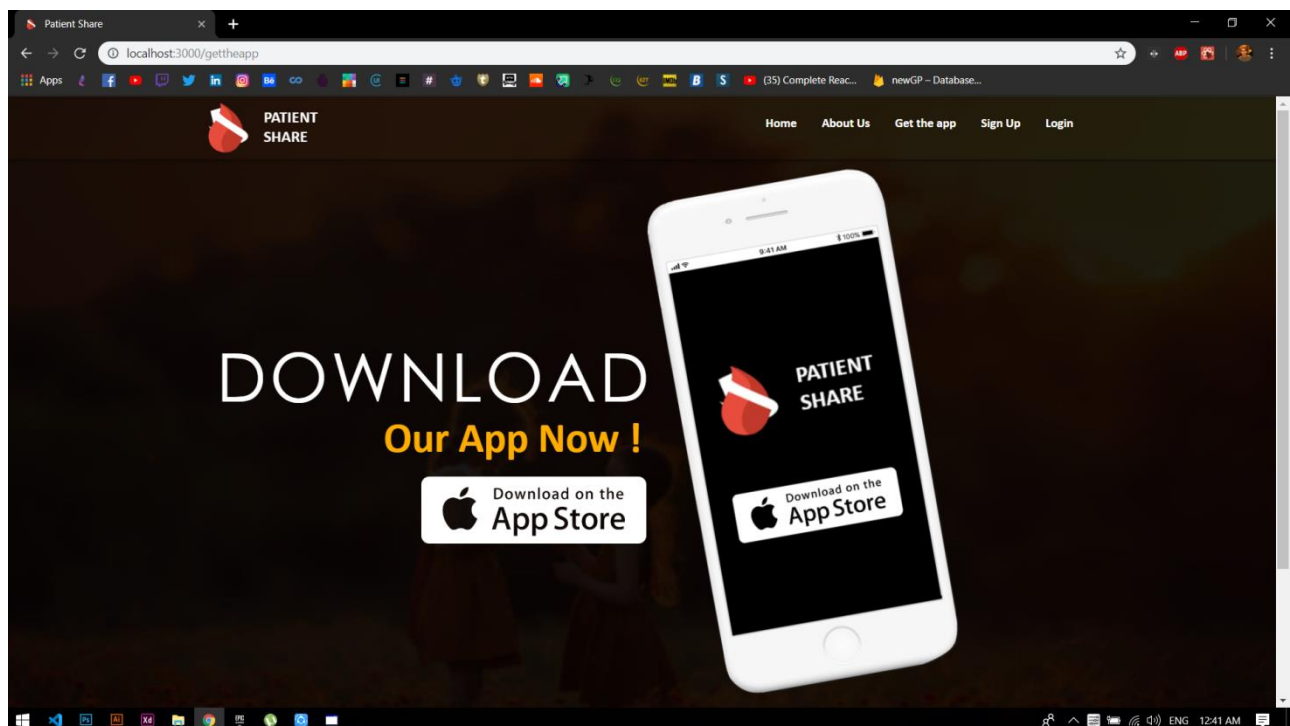 Patient Share
localhost:3000/gettheapp
Apps
(35) Complete Reac...
newGP – Database...
PATIENT
SHARE
Home About Us Get the app Sign Up Login
9:41 AM
100%
PATIENT
SHARE
Download on the
App Store
DOWNLOAD
Our App Now !
Download on the
App Store
ENG 12:41 AM